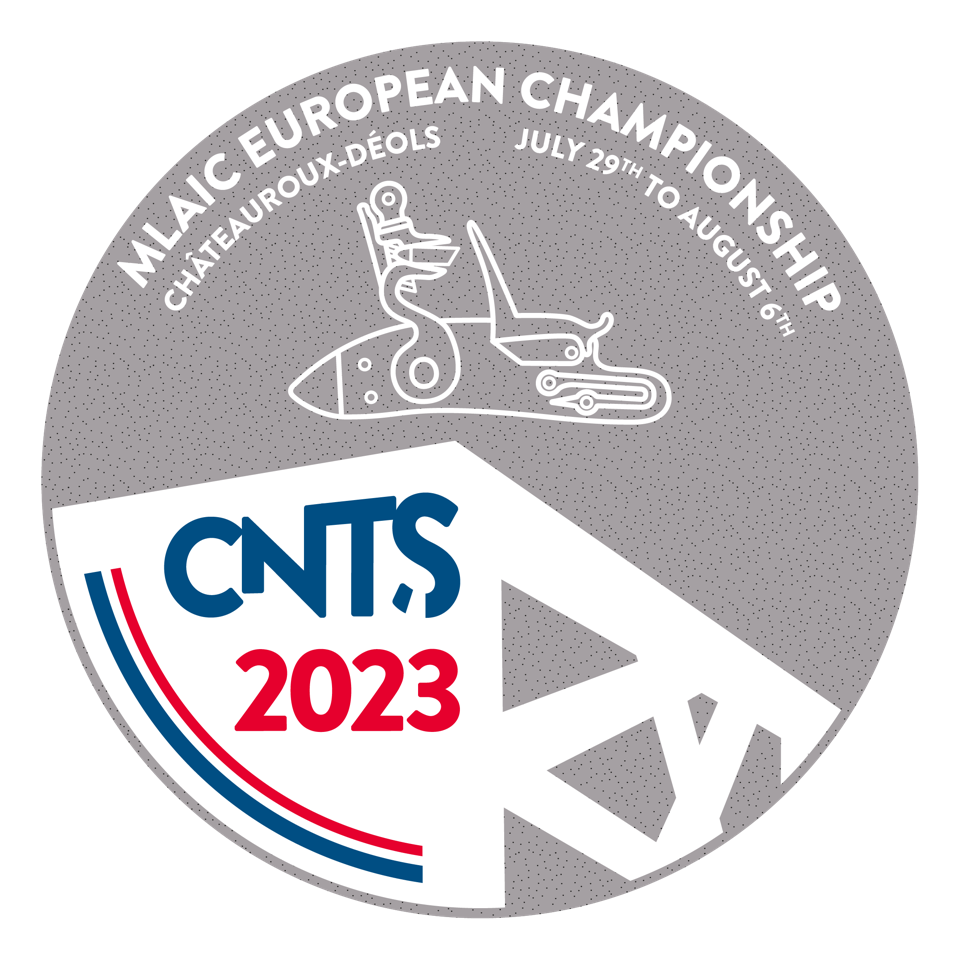 MLAIC EUROPEAN CHAMPIONSHIP
CHÂTEAUROUX-DÉOLS
JULY 29TH TO AUGUST 6TH
CNTS
2023